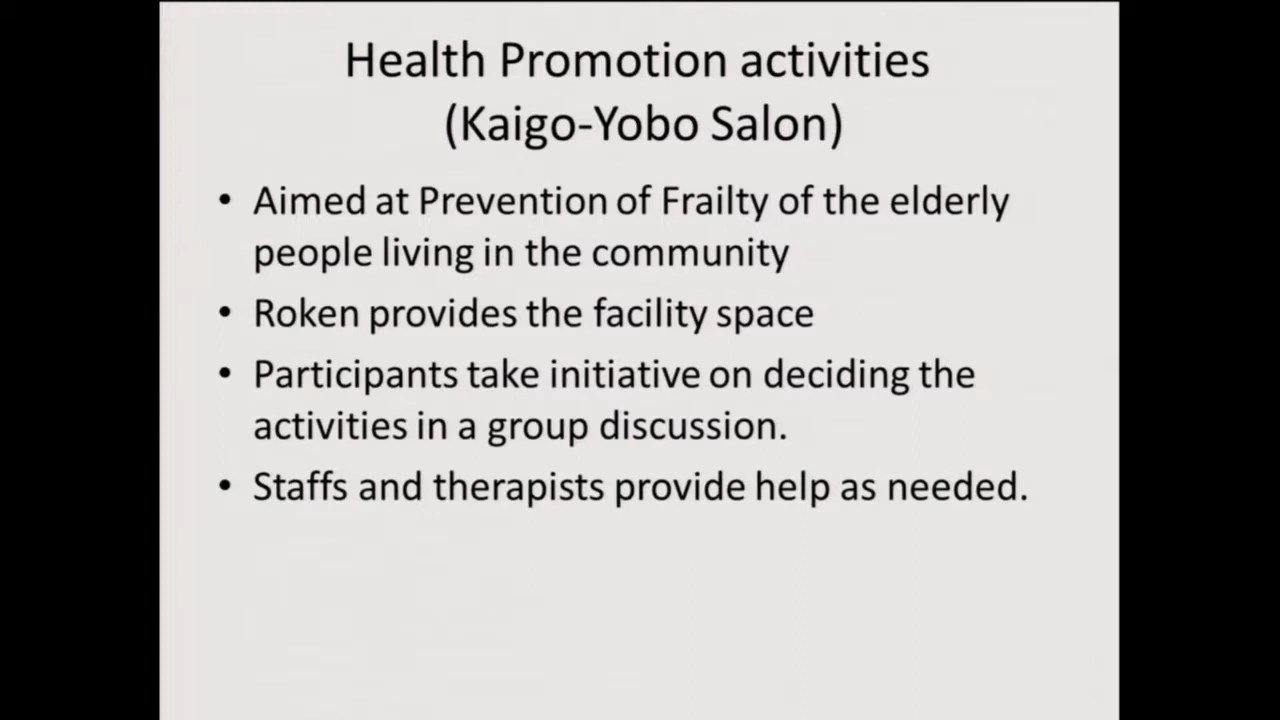 Health Promotion activities
(Kaigo-Yobo Salon)
• Aimed at Prevention of Frailty of the elderly
people living in the community
• Roken provides the facility space
• Participants take initiative on deciding the
activities in a group discussion.
• Staffs and therapists provide help as needed.